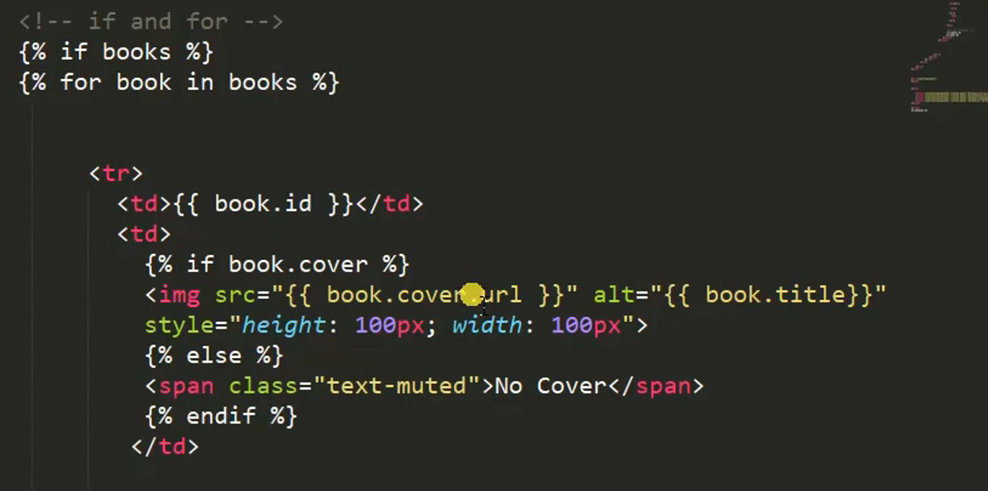 <!-- if and for -->
{% if books %}
{% for book in books %}
<tr>
<td>{{ book.id }}</td>
<td>
{% if book.cover %}
<img src="{{ book.cover.url }}" alt="{{ book.title}}"
style="height: 100px; width: 100px">
{% else %}
<span class="text-muted">No Cover</span>
{% endif %}
</td>